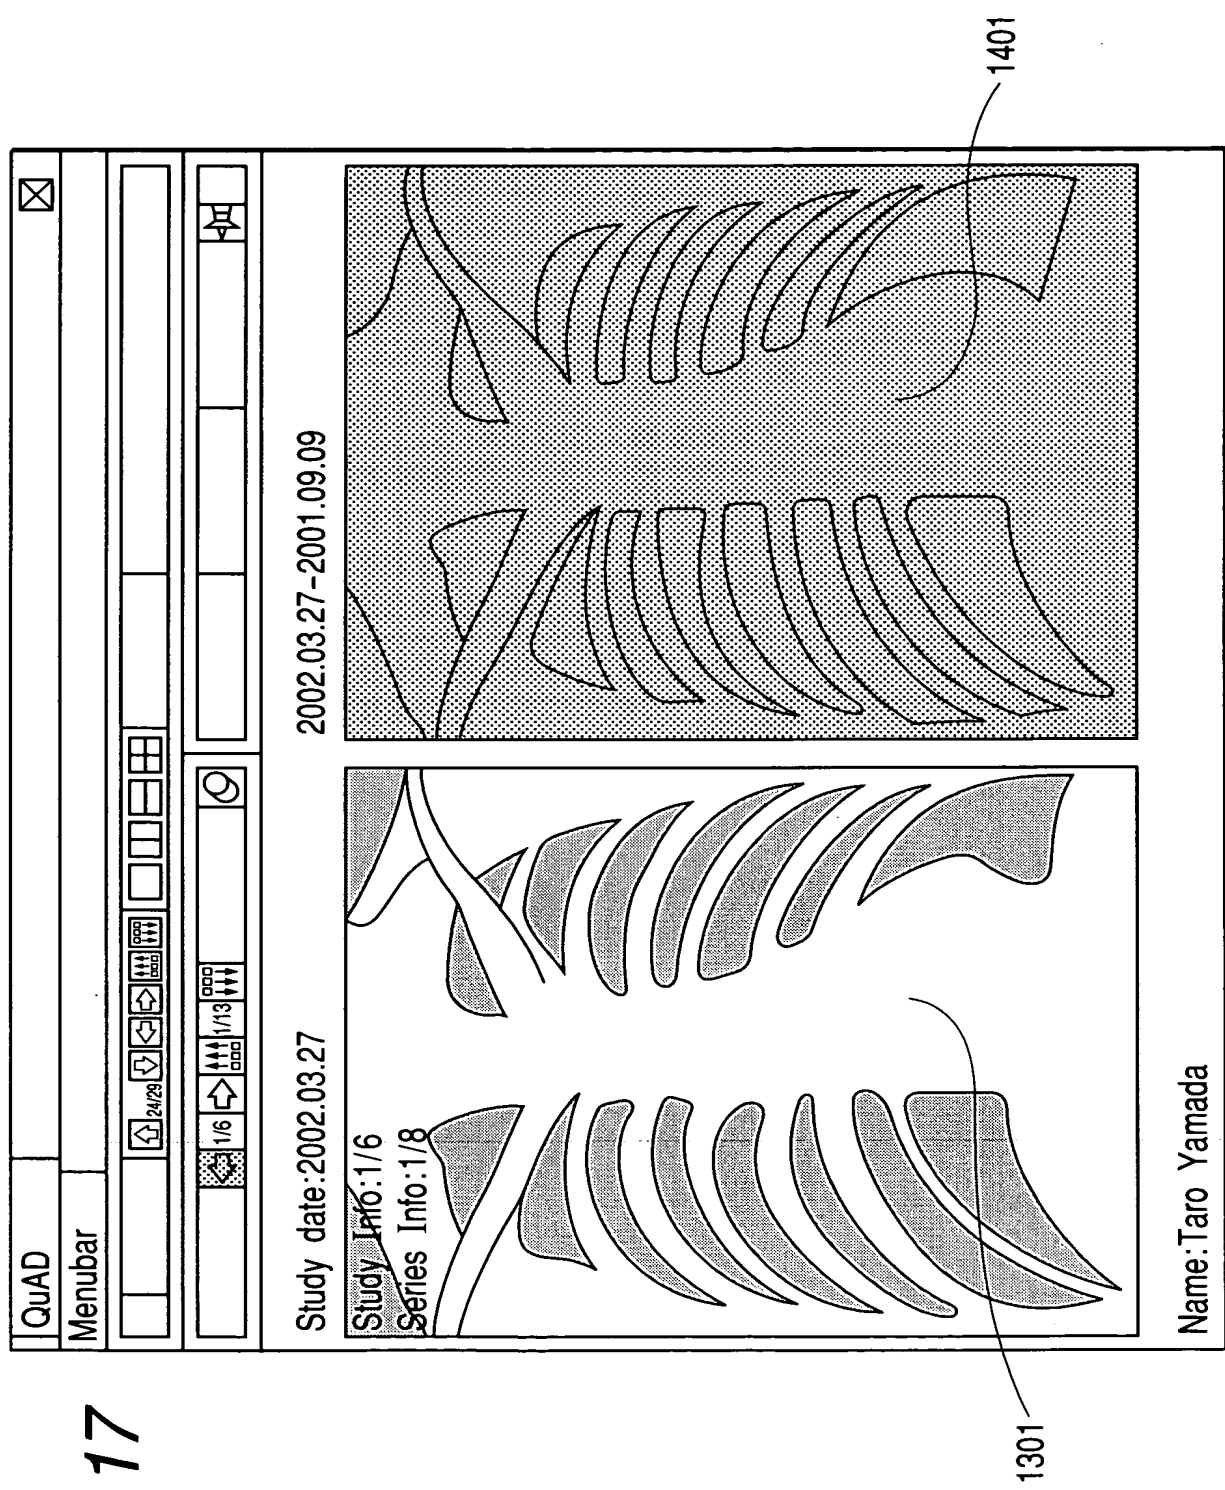 17
QuAD
Menubar
24/29
1/6
1/13
Study date:2002.03.27
2002.03.27-2001.09.09
Study Info:1/6
Series Info:1/8
1301
1401
Name:Taro Yamada